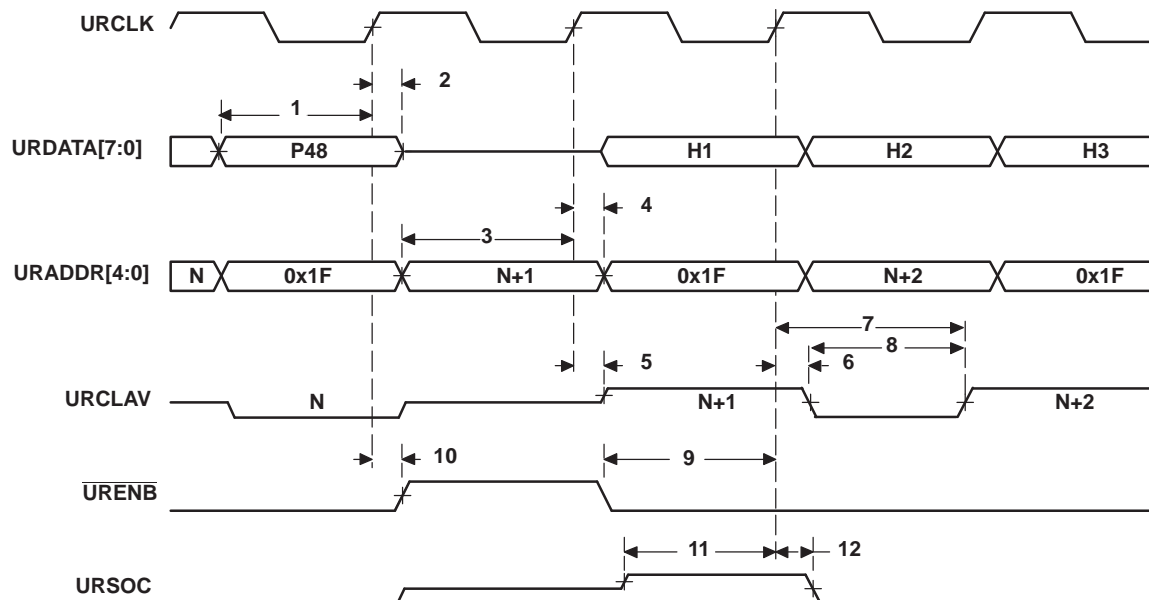 URCLK
2
1
URDATA[7:0] P48 H1 H2 H3
4
3
URADDR[4:0] N 0x1F N+1 0x1F N+2 0x1F
7
8
5 6
URCLAV N N+1 N+2
10 9
URENB
11 12
URSOC